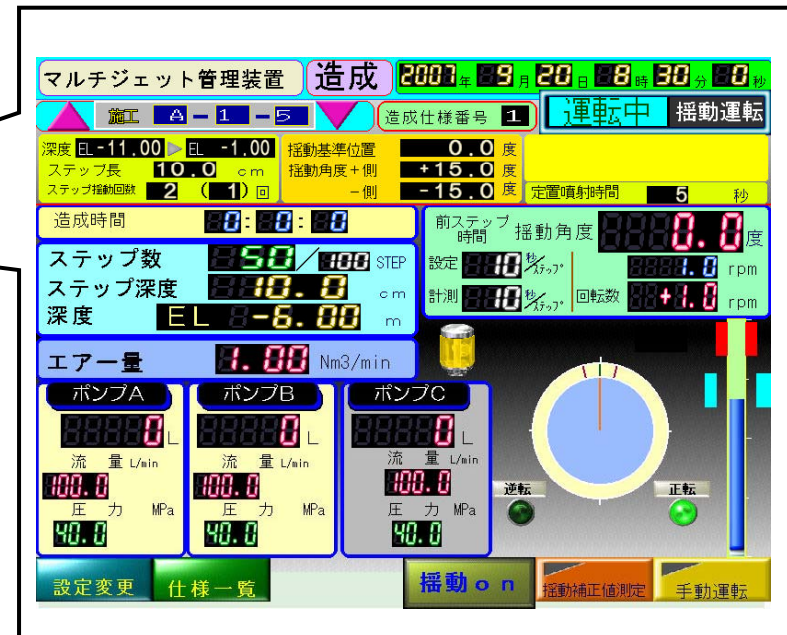 マルチジェット管理装置 造成 2007年 9月 20日 8時 30分 0秒
施工 A-1-5 造成仕様番号 1 運転中 揺動運転
深度 EL-11.00 EL -1.00 揺動基準位置 0.0 度
ステップ長 10.0 cm 揺動角度+側 +15.0 度
ステップ揺動回数 2 ( 1) 回 -側 -15.0 度 定置噴射時間 5 秒
造成時間 0: 0: 0
前ステップ時間 揺動角度 0.0 度
ステップ数 50/100 STEP
設定 10 秒/ステップ 1.0 rpm
ステップ深度 10.0 cm
計測 10 秒/ステップ 回転数 +1.0 rpm
深度 EL -6.00 m
エアー量 1.00 Nm3/min
ポンプA ポンプB ポンプC
0 L 0 L 0 L
流 量 L/min 流 量 L/min 流 量 L/min
100.0 100.0 100.0
圧 力 MPa 圧 力 MPa 圧 力 MPa
40.0 40.0 40.0
逆転 正転
設定変更 仕様一覧 揺動on 揺動補正値測定 手動運転